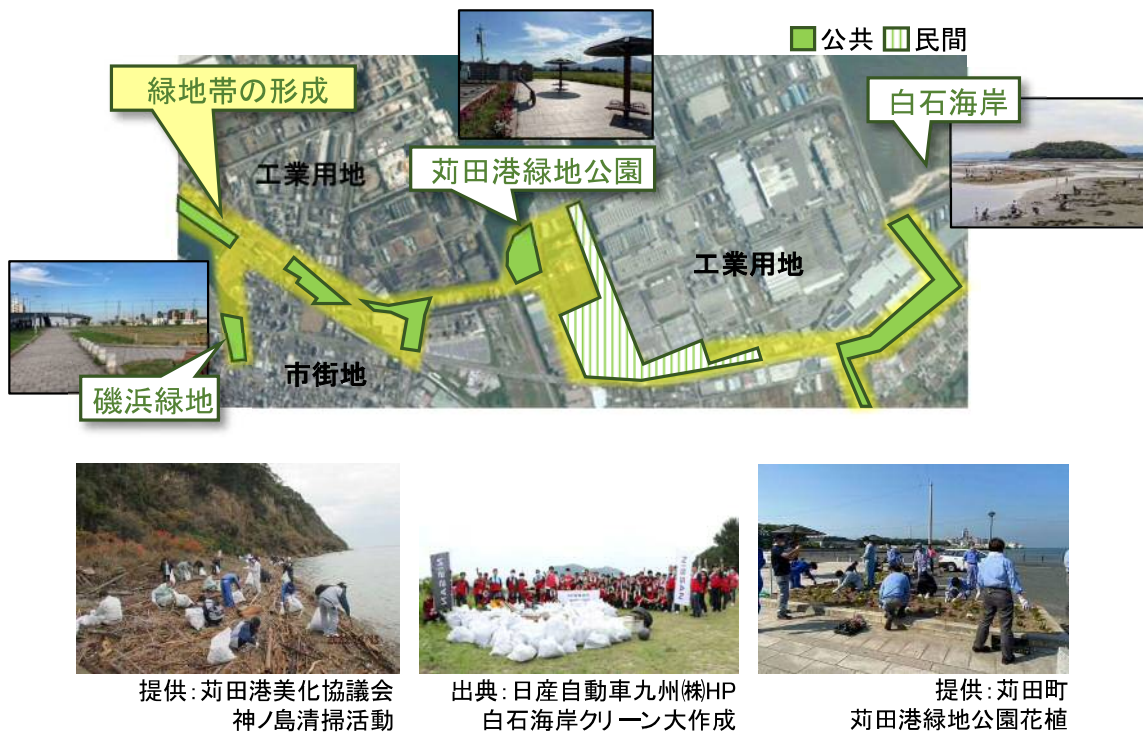 公共 民間
緑地帯の形成
白石海岸
工業用地
苅田港緑地公園
工業用地
市街地
磯浜緑地
NISSAN
NISSAN
提供:苅田港美化協議会
神ノ島清掃活動
出典:日産自動車九州㈱HP
白石海岸クリーン大作成
提供:苅田町
苅田港緑地公園花植